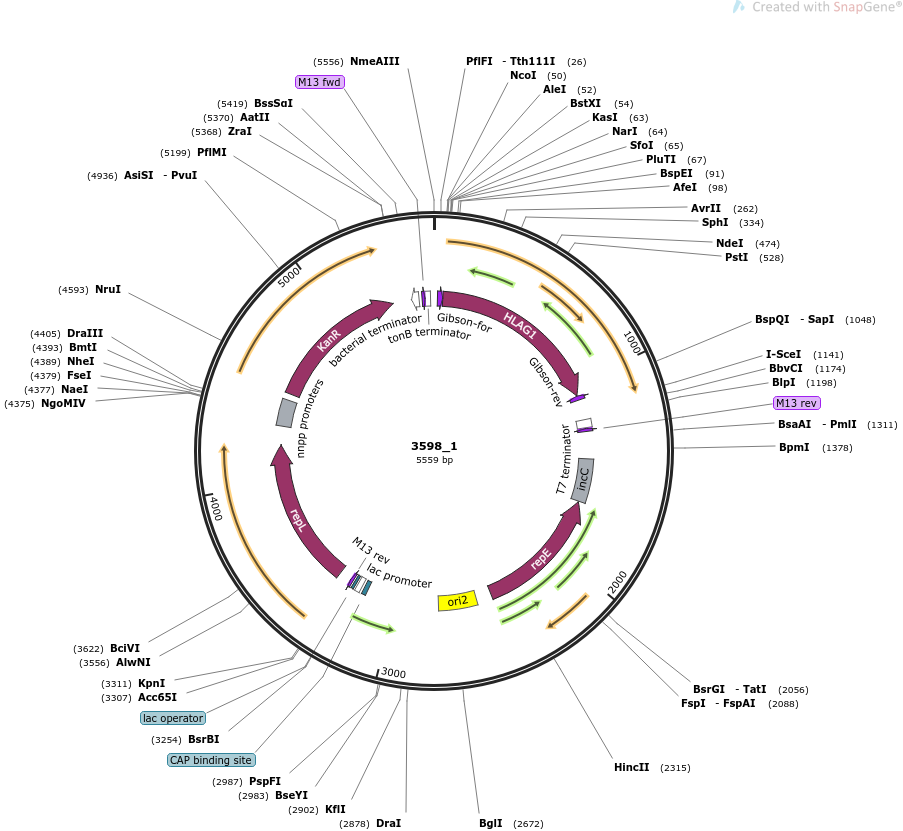 Created with SnapGene®
(5556) NmeAIII
M13 fwd
(5419) BssSαI
(5370) AatII
(5368) ZraI
(5199) PflMI
(4936) AsiSI - PvuI
(4593) NruI
(4405) DraIII
(4393) BmtI
(4389) NheI
(4379) FseI
(4377) NaeI
(4375) NgoMIV
PflFI - Tth111I (26)
NcoI (50)
AleI (52)
BstXI (54)
KasI (63)
NarI (64)
SfoI (65)
PluTI (67)
BspEI (91)
AfeI (98)
AvrII (262)
SphI (334)
NdeI (474)
PstI (528)
BspQI - SapI (1048)
I-SceI (1141)
BbvCI (1174)
BlpI (1198)
M13 rev
BsaAI - PmlI (1311)
BpmI (1378)
BsrGI - TatI (2056)
FspI - FspAI (2088)
HincII (2315)
BglI (2672)
(3622) BciVI
(3556) AlwNI
(3311) KpnI
(3307) Acc65I
lac operator
(3254) BsrBI
CAP binding site
(2987) PspFI
(2983) BseYI
(2902) KflI
(2878) DraI
1000
2000
3000
4000
5000
KanR
bacterial terminator
tonB terminator
Gibson-for
HLAG1
Gibson-rev
T7 terminator
incC
repE
ori2
lac promoter
M13 rev
repL
nnpp promoters
3598_1
5559 bp